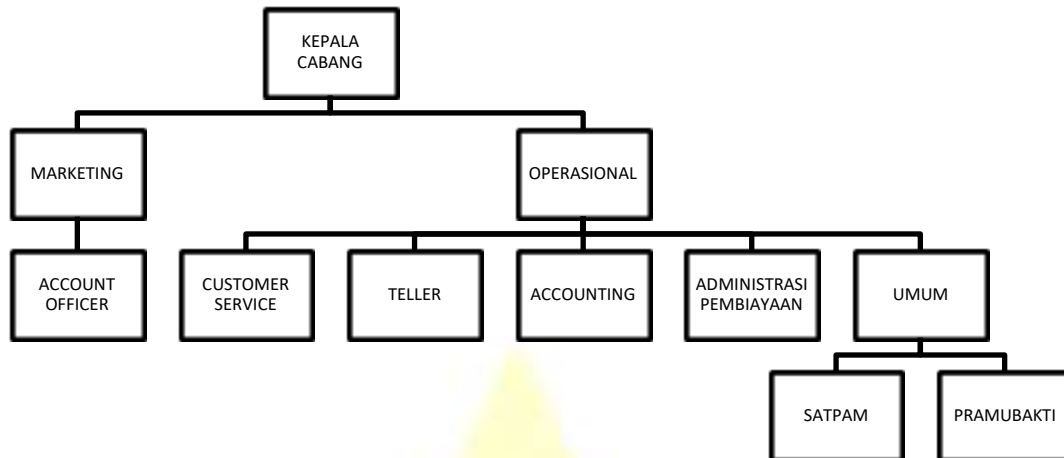 KEPALA
CABANG
MARKETING
OPERASIONAL
ACCOUNT
OFFICER
CUSTOMER
SERVICE
TELLER
ACCOUNTING
ADMINISTRASI
PEMBIAYAAN
UMUM
SATPAM
PRAMUBAKTI